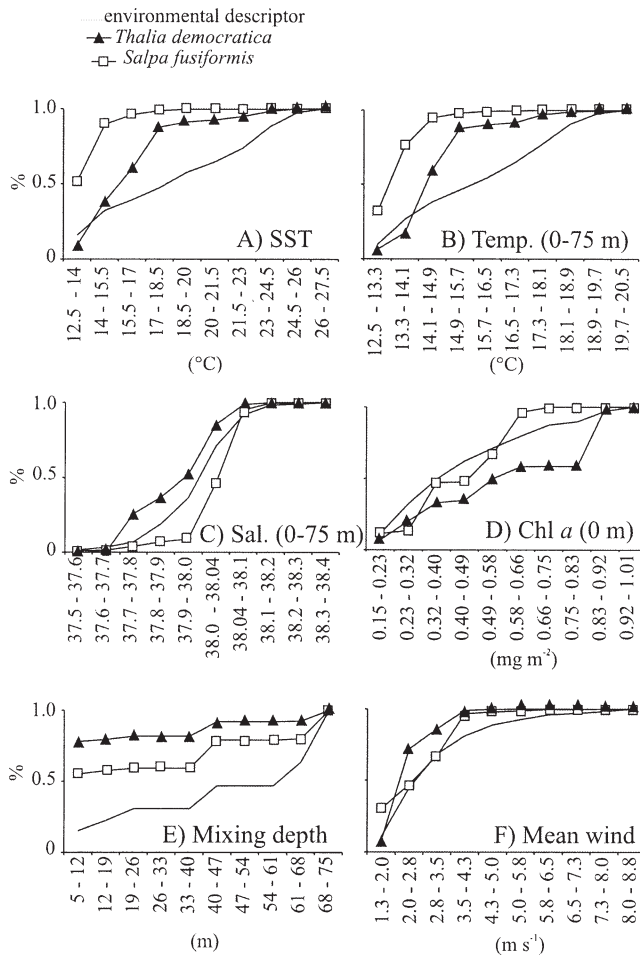 environmental descriptor
Thalia democratica
Salpa fusiformis
1.0
0.5
0
%
A) SST
12.5 - 14
14 - 15.5
15.5 - 17
17 - 18.5
18.5 - 20
20 - 21.5
21.5 - 23
23 - 24.5
24.5 - 26
26 - 27.5
(°C)
B) Temp. (0-75 m)
12.5 - 13.3
13.3 - 14.1
14.1 - 14.9
14.9 - 15.7
15.7 - 16.5
16.5 - 17.3
17.3 - 18.1
18.1 - 18.9
18.9 - 19.7
19.7 - 20.5
(°C)
1.0
0.5
0
%
C) Sal. (0-75 m)
37.5 - 37.6
37.6 - 37.7
37.7 - 37.8
37.8 - 37.9
37.9 - 38.0
38.0 - 38.04
38.04 - 38.1
38.1 - 38.2
38.2 - 38.3
38.3 - 38.4
D) Chl a (0 m)
0.15 - 0.23
0.23 - 0.32
0.32 - 0.40
0.40 - 0.49
0.49 - 0.58
0.58 - 0.66
0.66 - 0.75
0.75 - 0.83
0.83 - 0.92
0.92 - 1.01
(mg m-2)
1.0
0.5
0
%
E) Mixing depth
5 - 12
12 - 19
19 - 26
26 - 33
33 - 40
40 - 47
47 - 54
54 - 61
61 - 68
68 - 75
(m)
F) Mean wind
1.3 - 2.0
2.0 - 2.8
2.8 - 3.5
3.5 - 4.3
4.3 - 5.0
5.0 - 5.8
5.8 - 6.5
6.5 - 7.3
7.3 - 8.0
8.0 - 8.8
(m s-1)